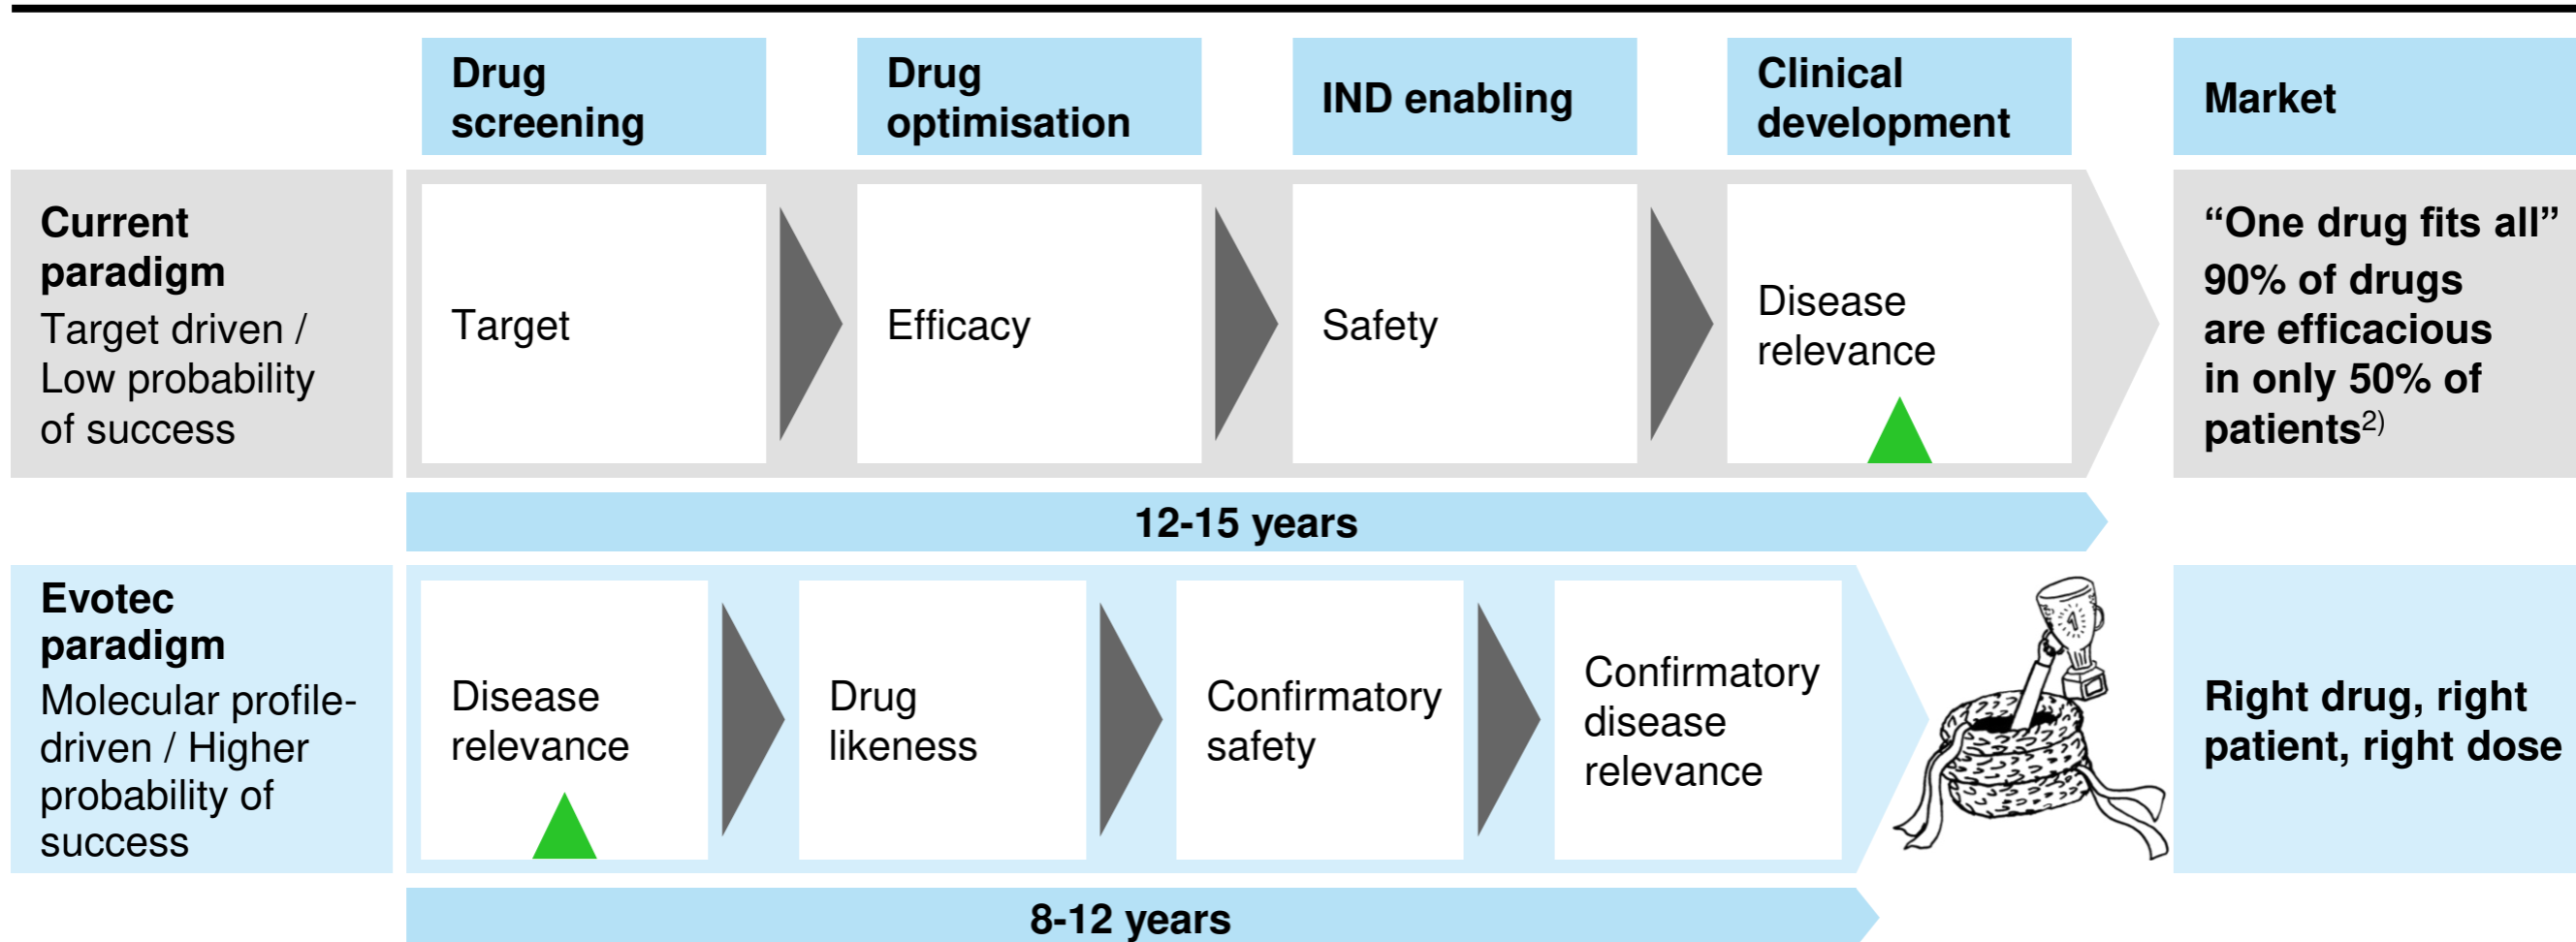 Drug
screening
Drug
optimisation
IND enabling
Clinical
development
Market
Current
paradigm
Target driven /
Low probability
of success
Target
Efficacy
Safety
Disease
relevance
“One drug fits all”
90% of drugs
are efficacious
in only 50% of
patients2)
12-15 years
Evotec
paradigm
Molecular profile-
driven / Higher
probability of
success
Disease
relevance
Drug
likeness
Confirmatory
safety
Confirmatory
disease
relevance
1
Right drug, right
patient, right dose
8-12 years